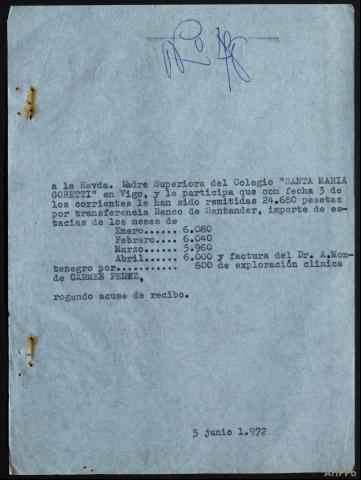 a la Revda. Madre Superiora del Colegio "SANTA MARIA
GORETTI" en Vigo, y le participa que con fecha 3 de
los corrientes le han sido remitidas 24.680 pesetas
por transferencia Banco de Santander, importe de es-
tacias de los meses de
Enero...... 6.080
Febrero.... 6.040
Marzo...... 5.960
Abril...... 6.000 y factura del Dr. A.Mon-
tenegro por........... 600 de exploración clinica
de CARMEN PEREZ,
rogando acuse de recibo.
5 junio 1.972
AHPPo